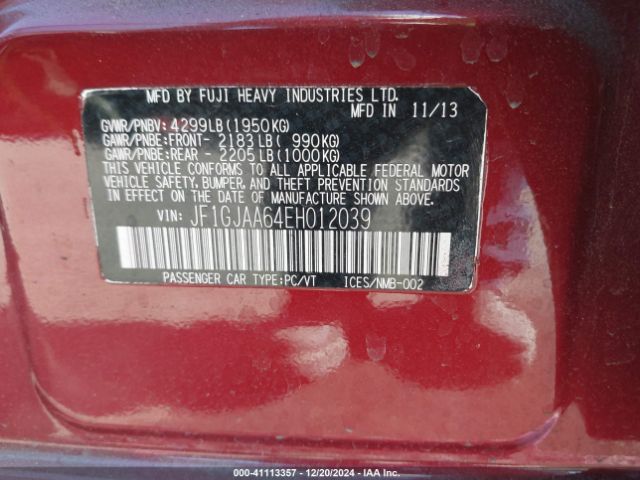 MFD BY FUJI HEAVY INDUSTRIES LTD.
MFD IN 11/13
GVWR/PNBV: 4299LB(1950KG)
GAWR/PNBE:FRONT- 2183LB( 990KG)
GAWR/PNBE:REAR - 2205LB(1000KG)
THIS VEHICLE CONFORMS TO ALL APPLICABLE FEDERAL MOTOR
VEHICLE SAFETY, BUMPER, AND THEFT PREVENTION STANDARDS
IN EFFECT ON THE DATE OF MANUFACTURE SHOWN ABOVE.
VIN: JF1GJAA64EH012039
PASSENGER CAR TYPE:PC/VT ICES/NMB-002
000-41113357 - 12/20/2024 - IAA Inc.